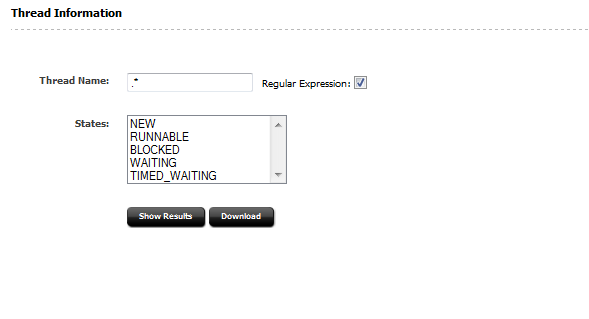 Thread Information
Thread Name: .* Regular Expression:
States: NEW
RUNNABLE
BLOCKED
WAITING
TIMED_WAITING
Show Results Download